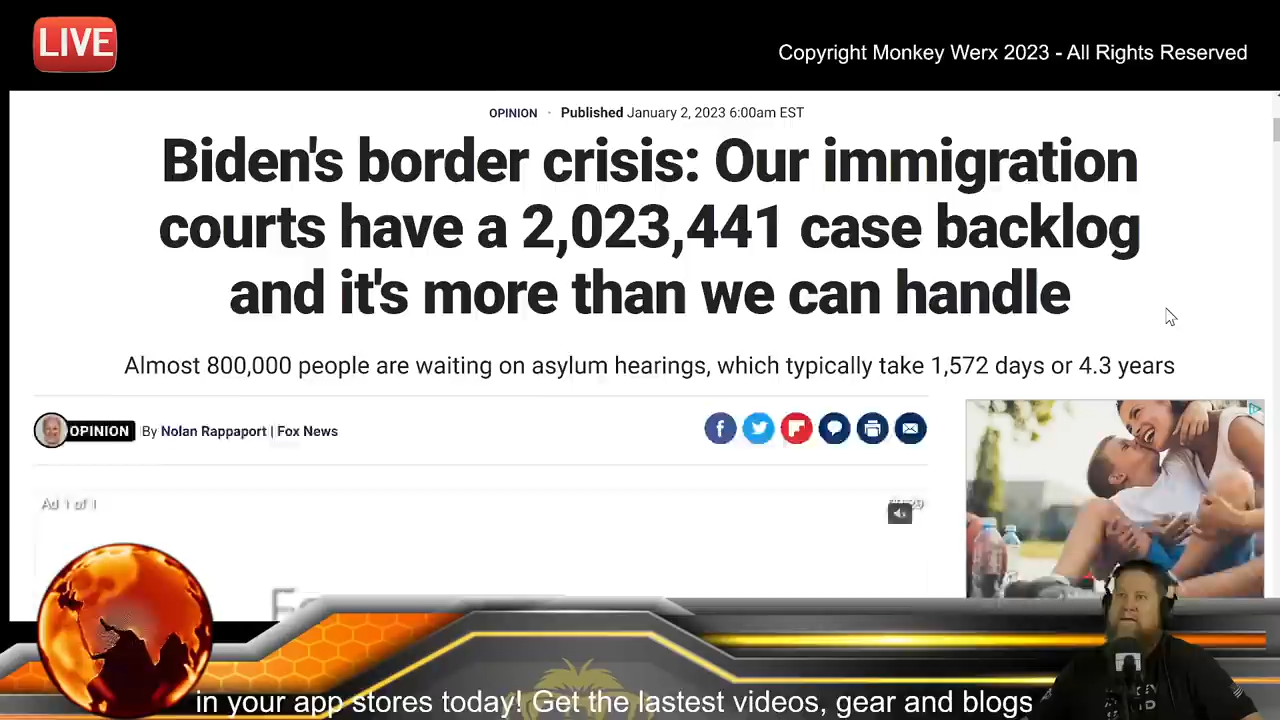 LIVE
Copyright Monkey Werx 2023 - All Rights Reserved
OPINION · Published January 2, 2023 6:00am EST
Biden's border crisis: Our immigration
courts have a 2,023,441 case backlog
and it's more than we can handle
Almost 800,000 people are waiting on asylum hearings, which typically take 1,572 days or 4.3 years
OPINION By Nolan Rappaport | Fox News
Ad 1 of 1
in your app stores today! Get the lastest videos, gear and blogs